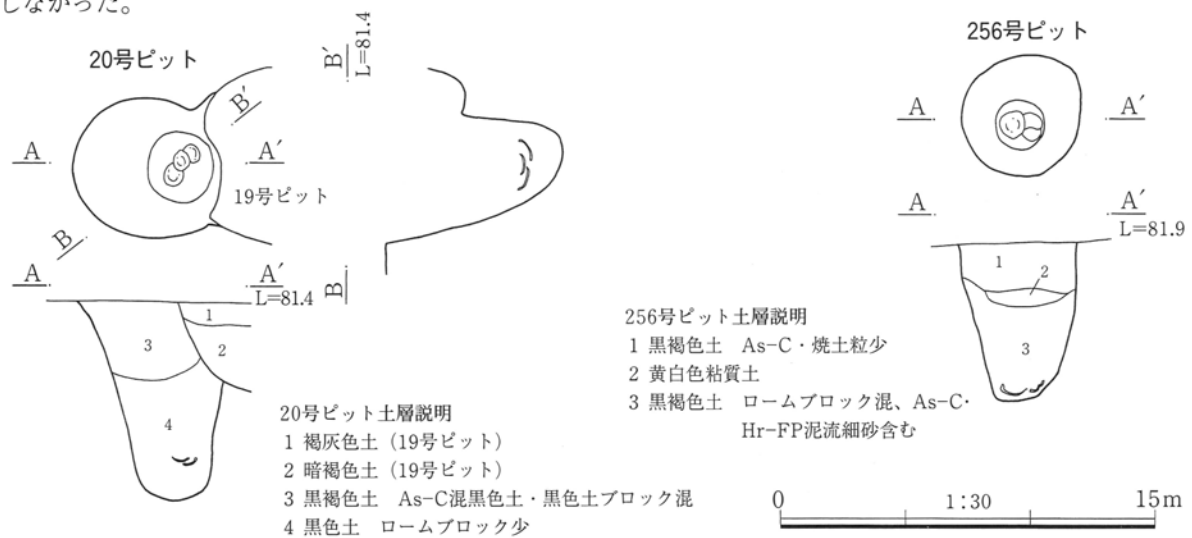 しなかった。
20号ピット
B′
L=81.4
B′
A
A′
19号ピット
B
A
A′
L=81.4
B
1
2
3
4
20号ピット土層説明
1 褐灰色土（19号ピット）
2 暗褐色土（19号ピット）
3 黒褐色土　As-C混黒色土・黒色土ブロック混
4 黒色土　ロームブロック少
256号ピット
A
A′
A
A′
L=81.9
1
2
3
256号ピット土層説明
1 黒褐色土　As-C・焼土粒少
2 黄白色粘質土
3 黒褐色土　ロームブロック混、As-C・
Hr-FP泥流細砂含む
0　1:30　15m